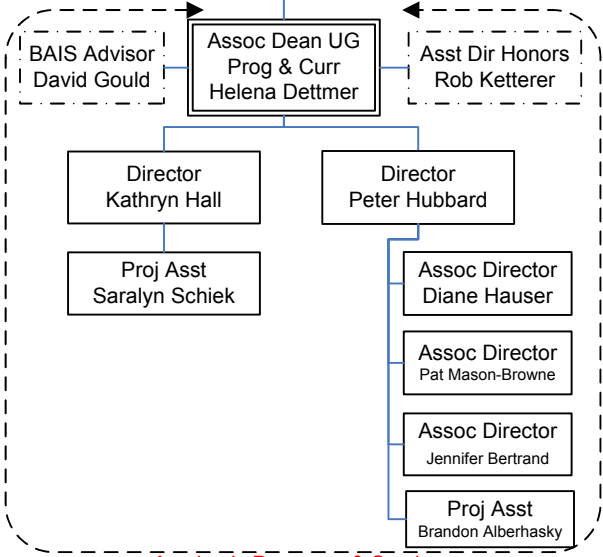 BAIS Advisor
David Gould
Assoc Dean UG
Prog & Curr
Helena Dettmer
Asst Dir Honors
Rob Ketterer
Director
Kathryn Hall
Director
Peter Hubbard
Proj Asst
Saralyn Schiek
Assoc Director
Diane Hauser
Assoc Director
Pat Mason-Browne
Assoc Director
Jennifer Bertrand
Proj Asst
Brandon Alberhasky